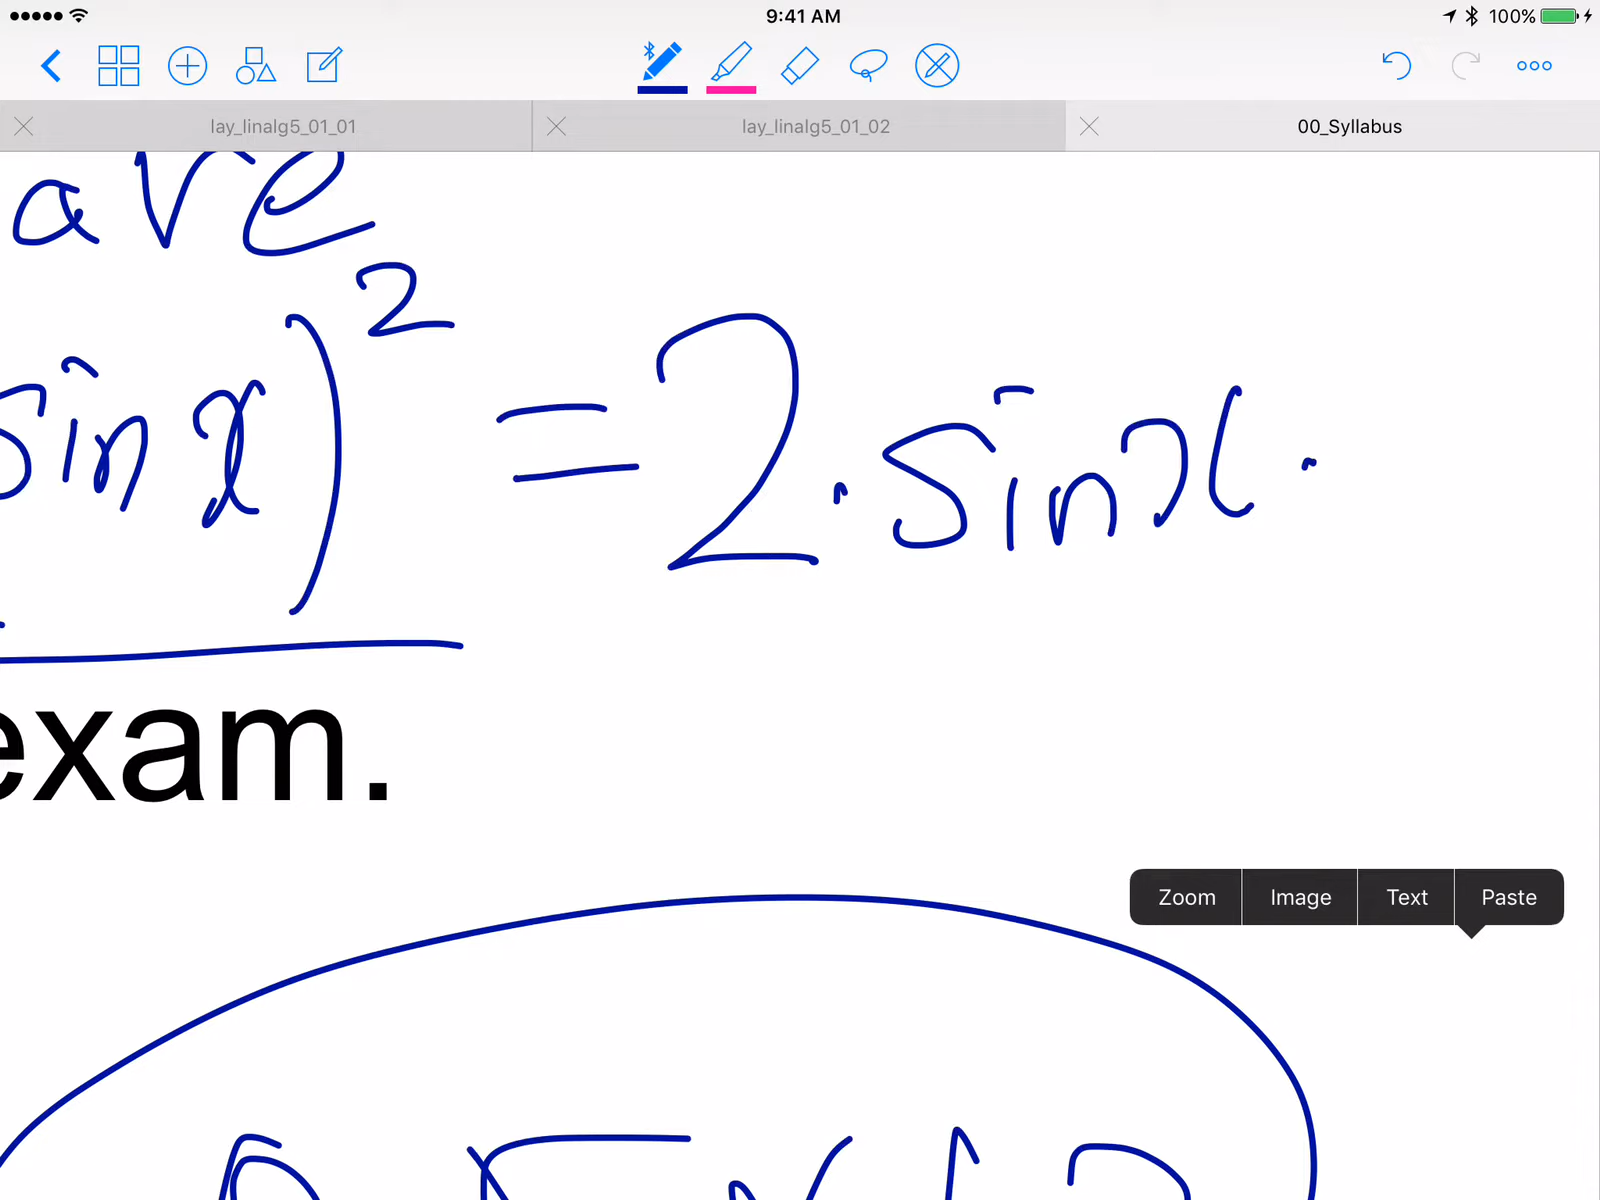 9:41 AM 100%
lay_linalg5_01_01 lay_linalg5_01_02 00_Syllabus
ave
sin x)² = 2 · sin x ·
exam.
Zoom Image Text Paste